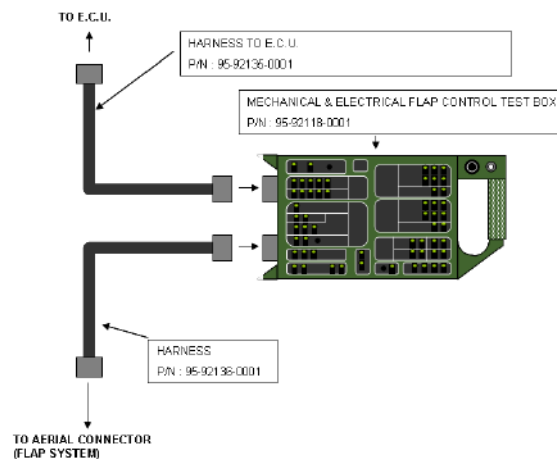 TO E.C.U.
HARNESS TO E.C.U.
P/N : 95-92135-0001
MECHANICAL & ELECTRICAL FLAP CONTROL TEST BOX
P/N : 95-92118-0001
HARNESS
P/N : 95-92136-0001
TO AERIAL CONNECTOR
(FLAP SYSTEM)